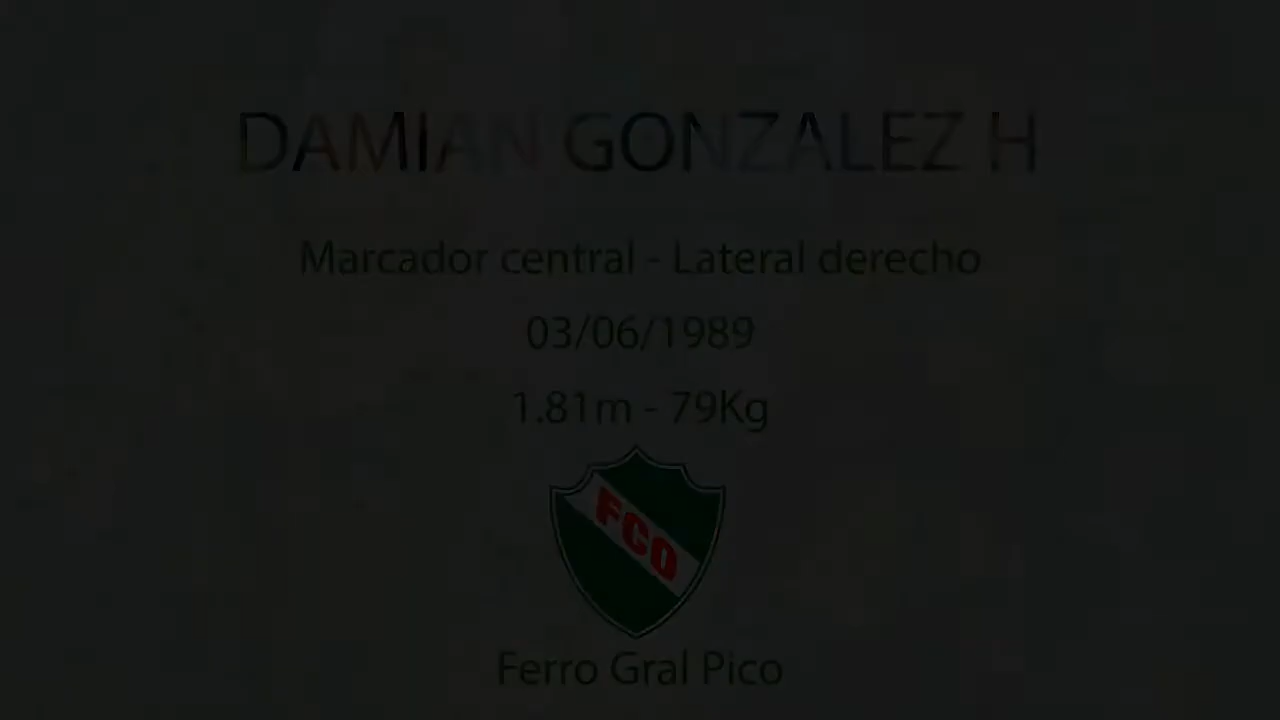 DAMIAN GONZALEZ H
Marcador central - Lateral derecho
03/06/1989
1.81m - 79Kg
FCO
Ferro Gral Pico